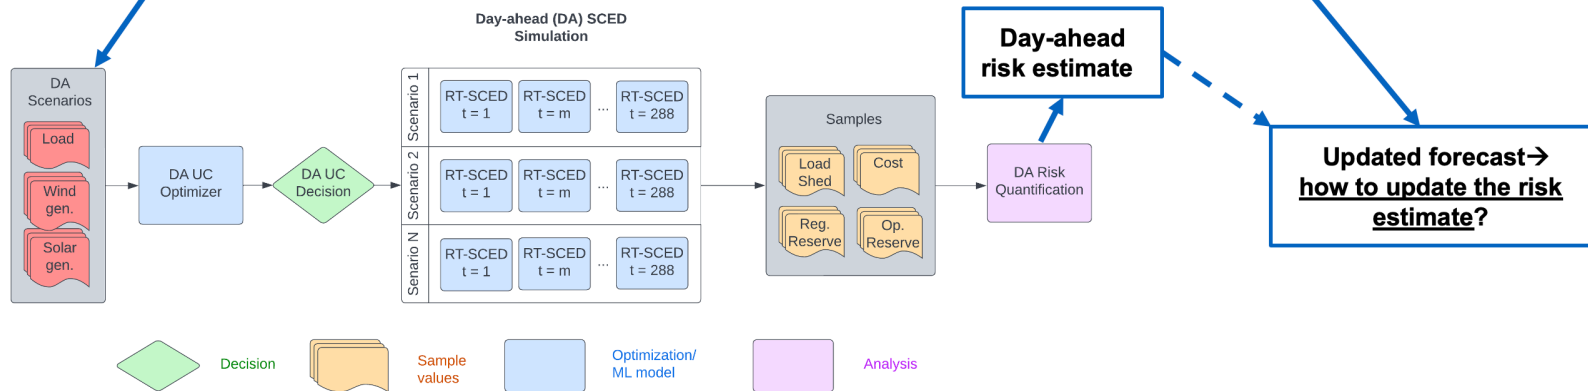 Day-ahead (DA) SCED
Simulation
DA
Scenarios
Load
Wind
gen.
Solar
gen.
DA UC
Optimizer
DA UC
Decision
Scenario 1
RT-SCED
t = 1
RT-SCED
t = m
...
RT-SCED
t = 288
Scenario 2
RT-SCED
t = 1
RT-SCED
t = m
...
RT-SCED
t = 288
Senario N
RT-SCED
t = 1
RT-SCED
t = m
...
RT-SCED
t = 288
Samples
Load
Shed
Cost
Reg.
Reserve
Op.
Reserve
DA Risk
Quantification
Day-ahead
risk estimate
Updated forecast→
how to update the risk
estimate?
Decision
Sample
values
Optimization/
ML model
Analysis